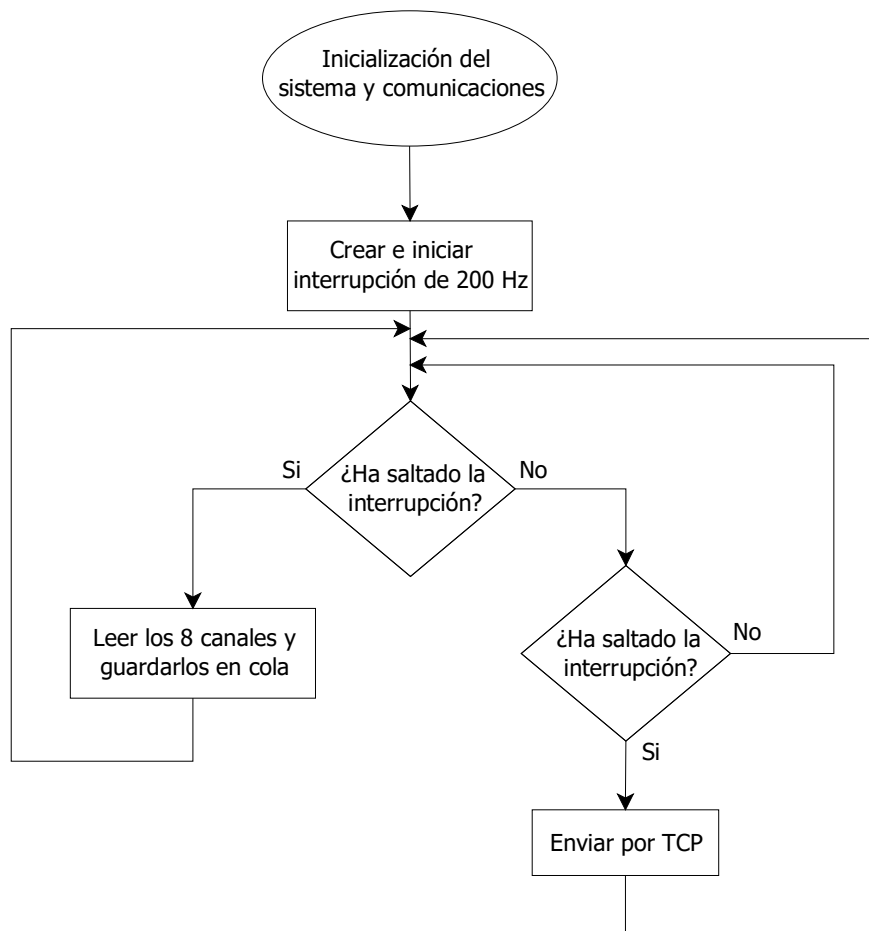 Inicialización del
sistema y comunicaciones
Crear e iniciar
interrupción de 200 Hz
Si
¿Ha saltado la
interrupción?
No
Leer los 8 canales y
guardarlos en cola
¿Ha saltado la
interrupción?
No
Si
Enviar por TCP